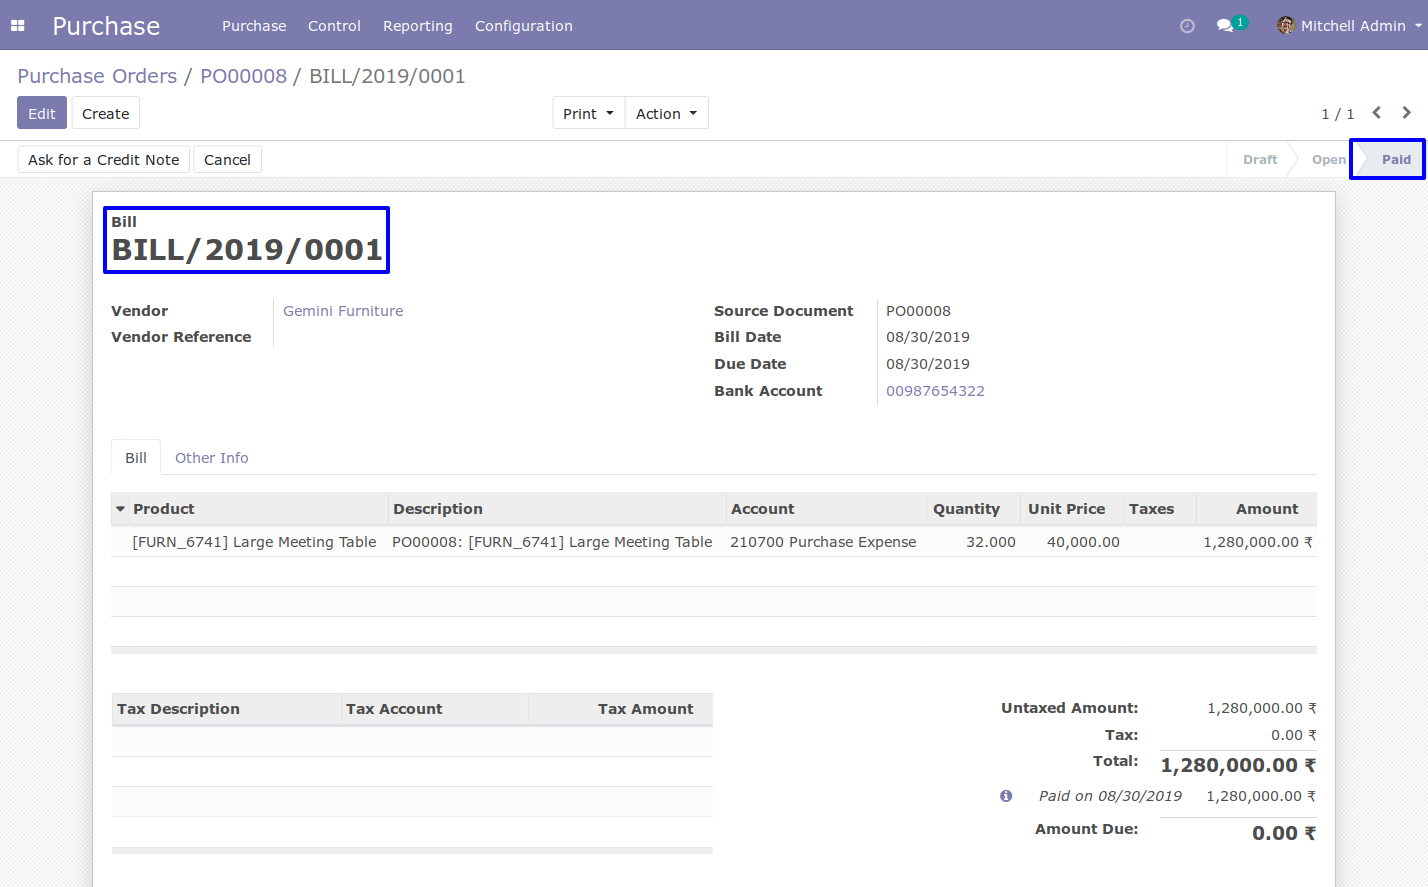 Purchase Purchase Control Reporting Configuration 1 Mitchell Admin
Purchase Orders / PO00008 / BILL/2019/0001
Edit Create Print Action 1 / 1
Ask for a Credit Note Cancel Draft Open Paid
Bill
BILL/2019/0001
Vendor Gemini Furniture Source Document PO00008
Vendor Reference Bill Date 08/30/2019
Due Date 08/30/2019
Bank Account 00987654322
Bill Other Info
Product Description Account Quantity Unit Price Taxes Amount
[FURN_6741] Large Meeting Table PO00008: [FURN_6741] Large Meeting Table 210700 Purchase Expense 32.000 40,000.00 1,280,000.00 ₹
Tax Description Tax Account Tax Amount Untaxed Amount: 1,280,000.00 ₹
Tax: 0.00 ₹
Total: 1,280,000.00 ₹
Paid on 08/30/2019 1,280,000.00 ₹
Amount Due: 0.00 ₹